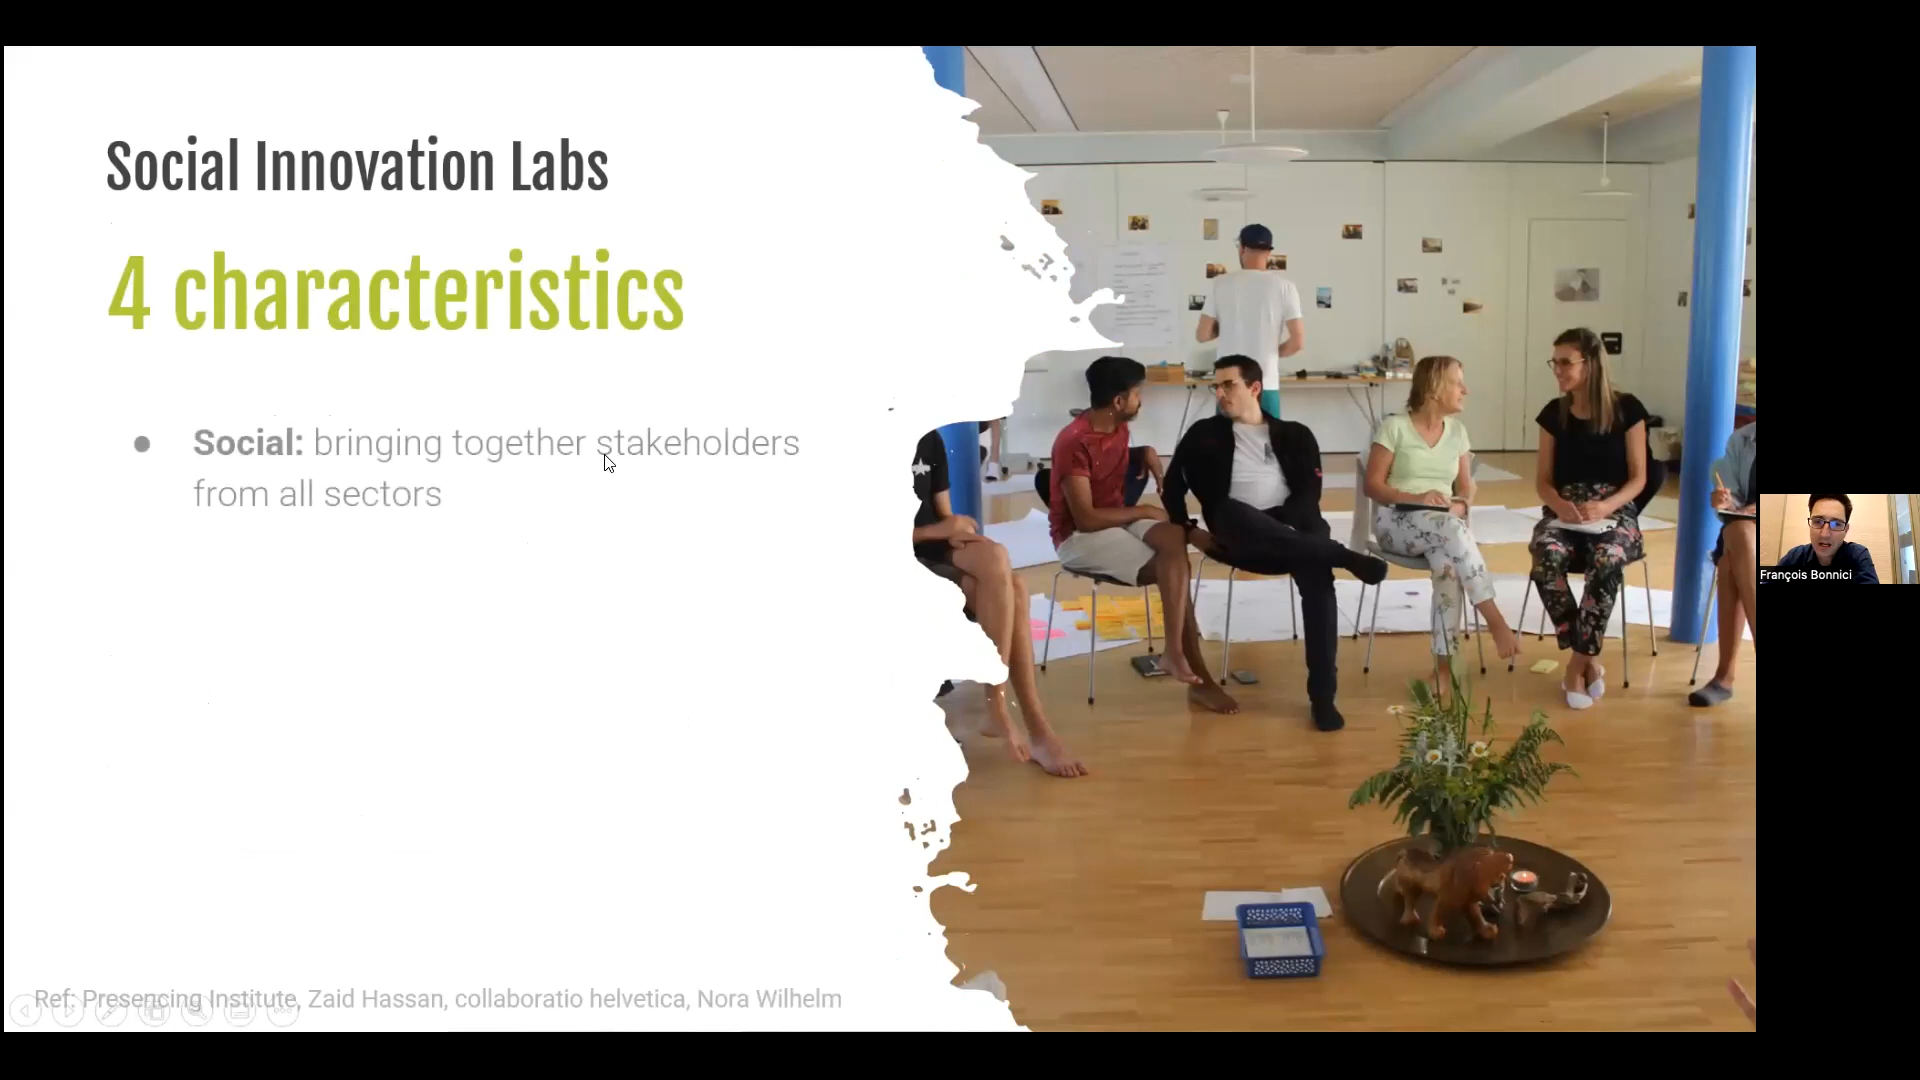 Social Innovation Labs
4 characteristics
● Social: bringing together stakeholders
from all sectors
Ref: Presencing Institute, Zaid Hassan, collaboratio helvetica, Nora Wilhelm
François Bonnici